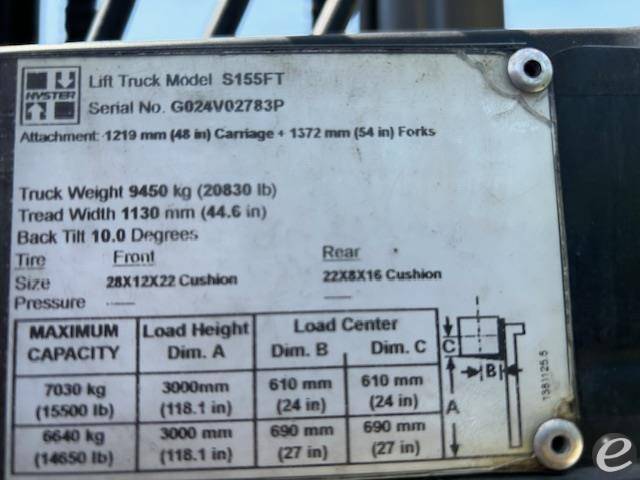 HYSTER
Lift Truck Model S155FT
Serial No. G024V02783P
Attachment: 1219 mm (48 in) Carriage + 1372 mm (54 in) Forks
Truck Weight 9450 kg (20830 lb)
Tread Width 1130 mm (44.6 in)
Back Tilt 10.0 Degrees
Tire Front Rear
Size 28X12X22 Cushion 22X8X16 Cushion
Pressure
MAXIMUM CAPACITY Load Height Dim. A Load Center Dim. B Dim. C
7030 kg (15500 lb) 3000mm (118.1 in) 610 mm (24 in) 610 mm (24 in)
6640 kg (14650 lb) 3000 mm (118.1 in) 690 mm (27 in) 690 mm (27 in)
C
B
A
1381125.5
e